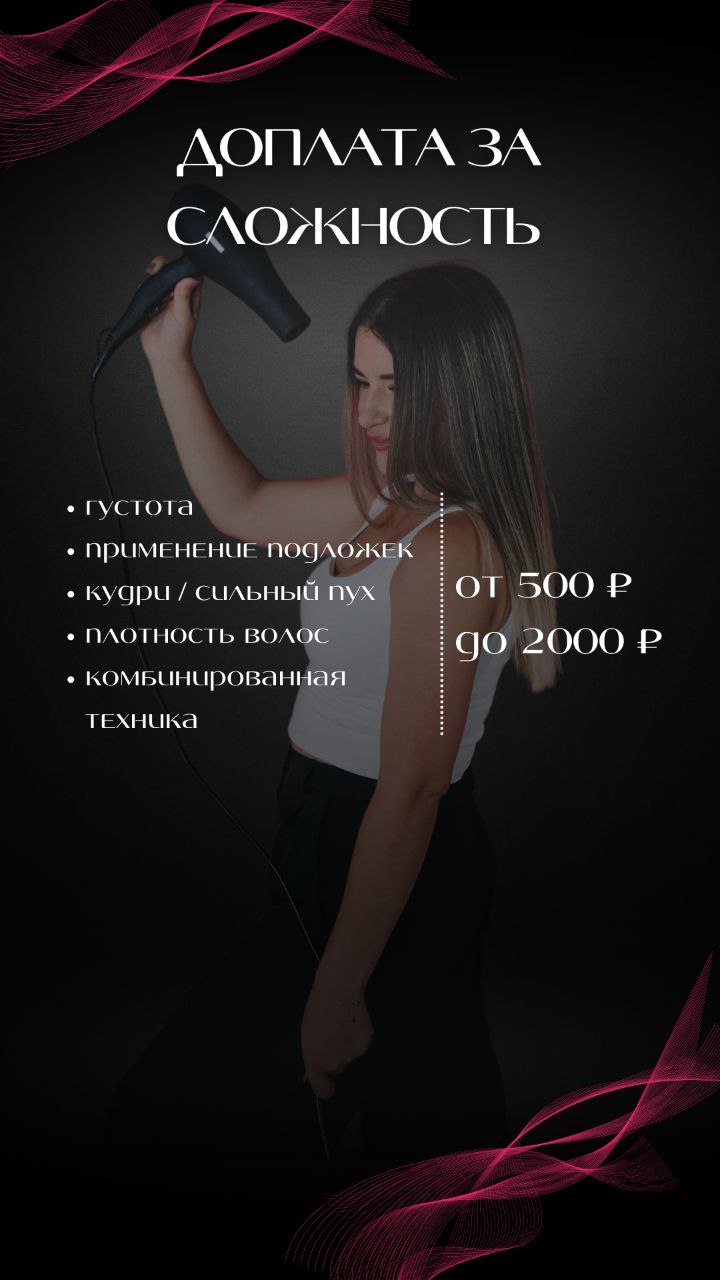 ДОПЛАТА ЗА
СЛОЖНОСТЬ
• густота
• применение подложек
• кудри / сильный пух
• плотность волос
• комбинированная
техника
от 500 ₽
до 2000 ₽